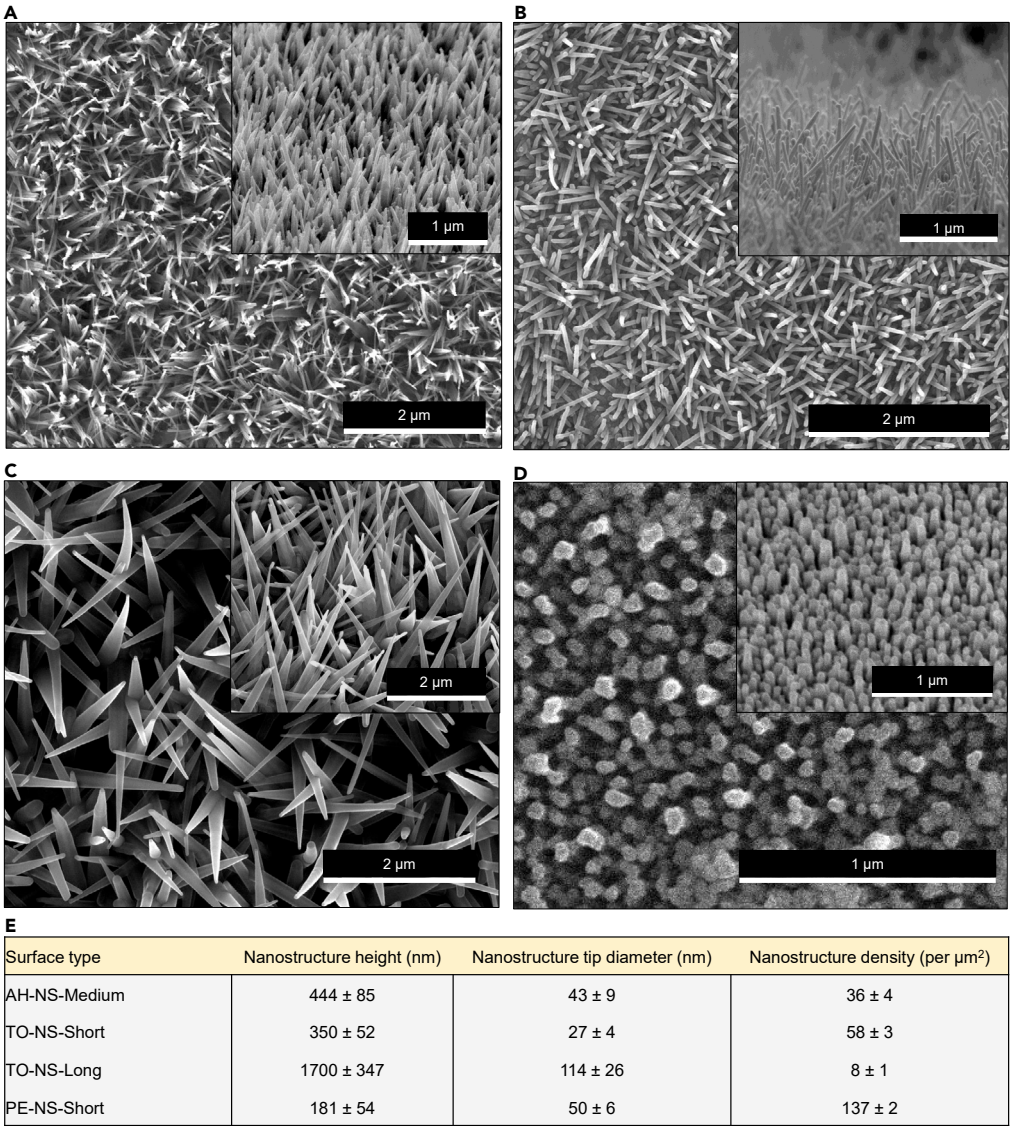 A
1 µm
2 µm
B
1 µm
2 µm
C
2 µm
2 µm
D
1 µm
1 µm
E
Surface type Nanostructure height (nm) Nanostructure tip diameter (nm) Nanostructure density (per µm²)
AH-NS-Medium 444 ± 85 43 ± 9 36 ± 4
TO-NS-Short 350 ± 52 27 ± 4 58 ± 3
TO-NS-Long 1700 ± 347 114 ± 26 8 ± 1
PE-NS-Short 181 ± 54 50 ± 6 137 ± 2